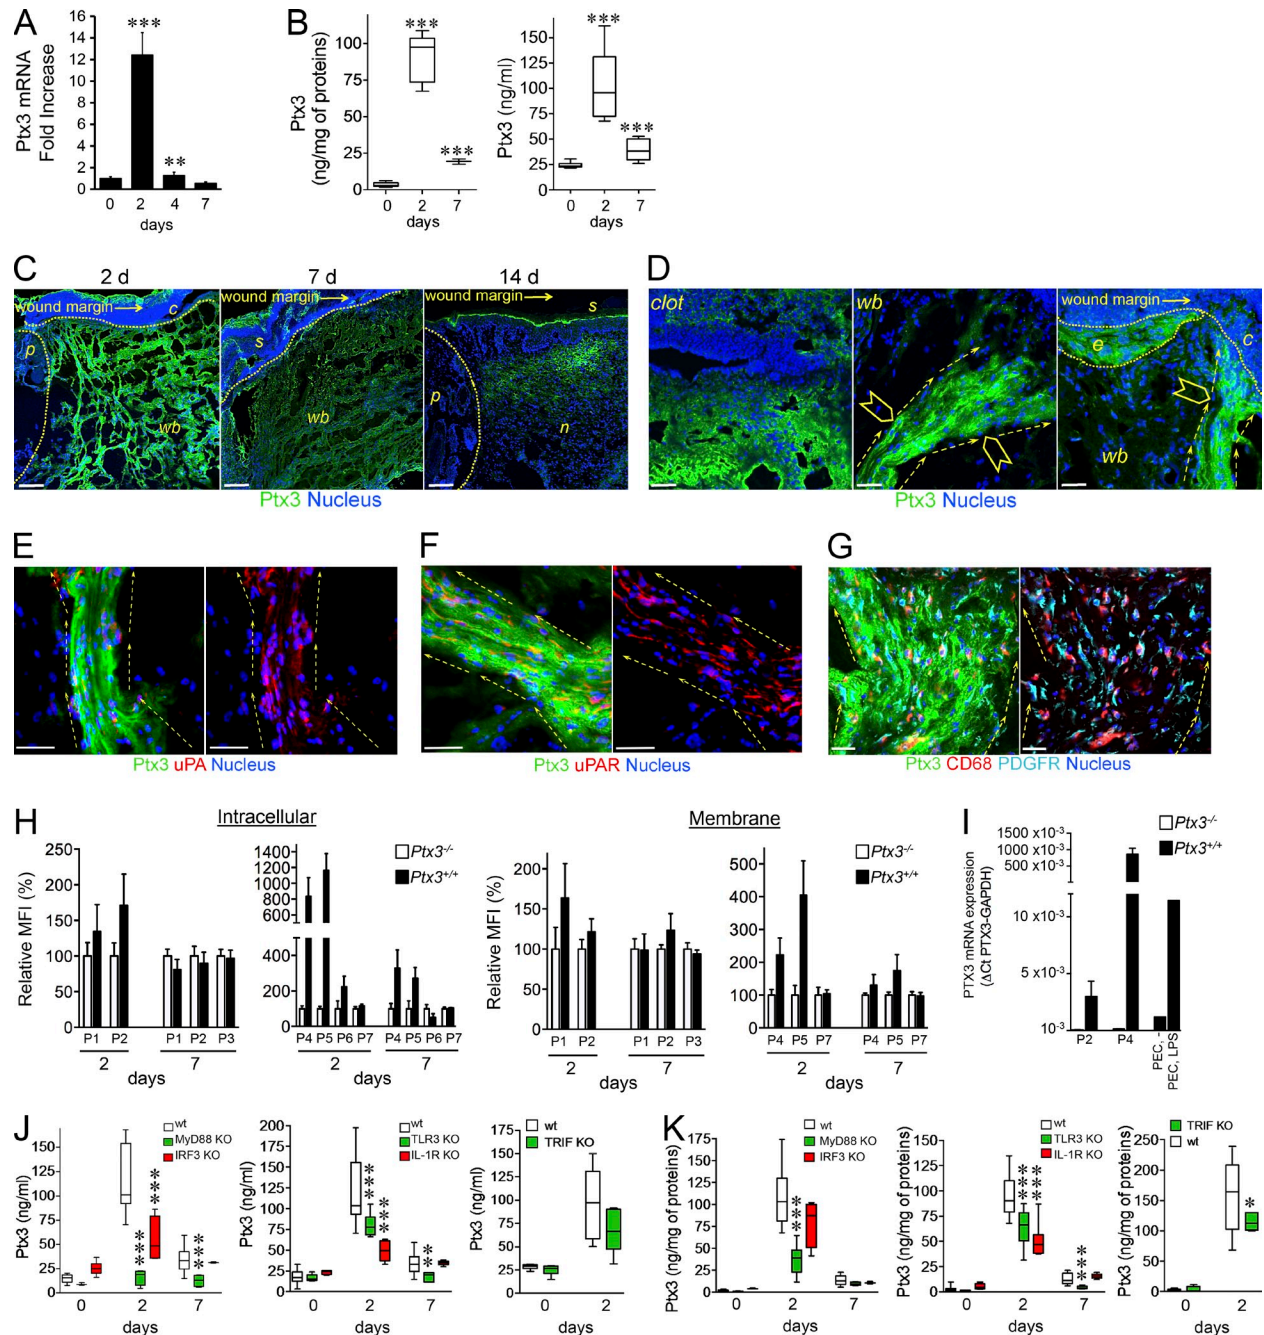 A
Ptx3 mRNA
Fold Increase
16
14
12
10
8
6
4
2
0
***
**
0 2 4 7
days
B
Ptx3
(ng/mg of proteins)
100
75
50
25
0
***
***
0 2 7
days
Ptx3 (ng/ml)
150
125
100
75
50
25
0
***
***
0 2 7
days
C
2 d 7 d 14 d
wound margin
c
p
wb
wound margin
s
wb
wound margin
s
p
n
Ptx3 Nucleus
D
clot
wb
wound margin
e
c
wb
Ptx3 Nucleus
E
Ptx3 uPA Nucleus
F
Ptx3 uPAR Nucleus
G
Ptx3 CD68 PDGFR Nucleus
H
Intracellular
Relative MFI (%)
250
200
150
100
50
0
P1 P2 P1 P2 P3
2 7
days
1400
1200
1000
800
600
400
200
0
Ptx3-/-
Ptx3+/+
P4 P5 P6 P7 P4 P5 P6 P7
2 7
days
Membrane
Relative MFI (%)
250
200
150
100
50
0
P1 P2 P1 P2 P3
2 7
days
500
400
300
200
100
0
Ptx3-/-
Ptx3+/+
P4 P5 P7 P4 P5 P7
2 7
days
I
PTX3 mRNA expression
(ΔCt PTX3-GAPDH)
1500 x10-3
1000 x10-3
500 x10-3
10 x10-3
5 x10-3
10-3
Ptx3-/-
Ptx3+/+
P2
P4
PEC, -
PEC, LPS
J
Ptx3 (ng/ml)
150
125
100
75
50
25
0
wt
MyD88 KO
IRF3 KO
***
***
***
0 2 7
days
Ptx3 (ng/ml)
200
175
150
125
100
75
50
25
0
wt
TLR3 KO
IL-1R KO
***
***
**
0 2 7
days
Ptx3 (ng/ml)
175
150
125
100
75
50
25
0
wt
TRIF KO
0 2
days
K
Ptx3 (ng/mg of proteins)
175
150
125
100
75
50
25
0
wt
MyD88 KO
IRF3 KO
***
0 2 7
days
Ptx3 (ng/mg of proteins)
175
150
125
100
75
50
25
0
wt
TLR3 KO
IL-1R KO
***
***
***
0 2 7
days
Ptx3 (ng/mg of proteins)
250
200
150
100
50
0
TRIF KO
wt
*
0 2
days